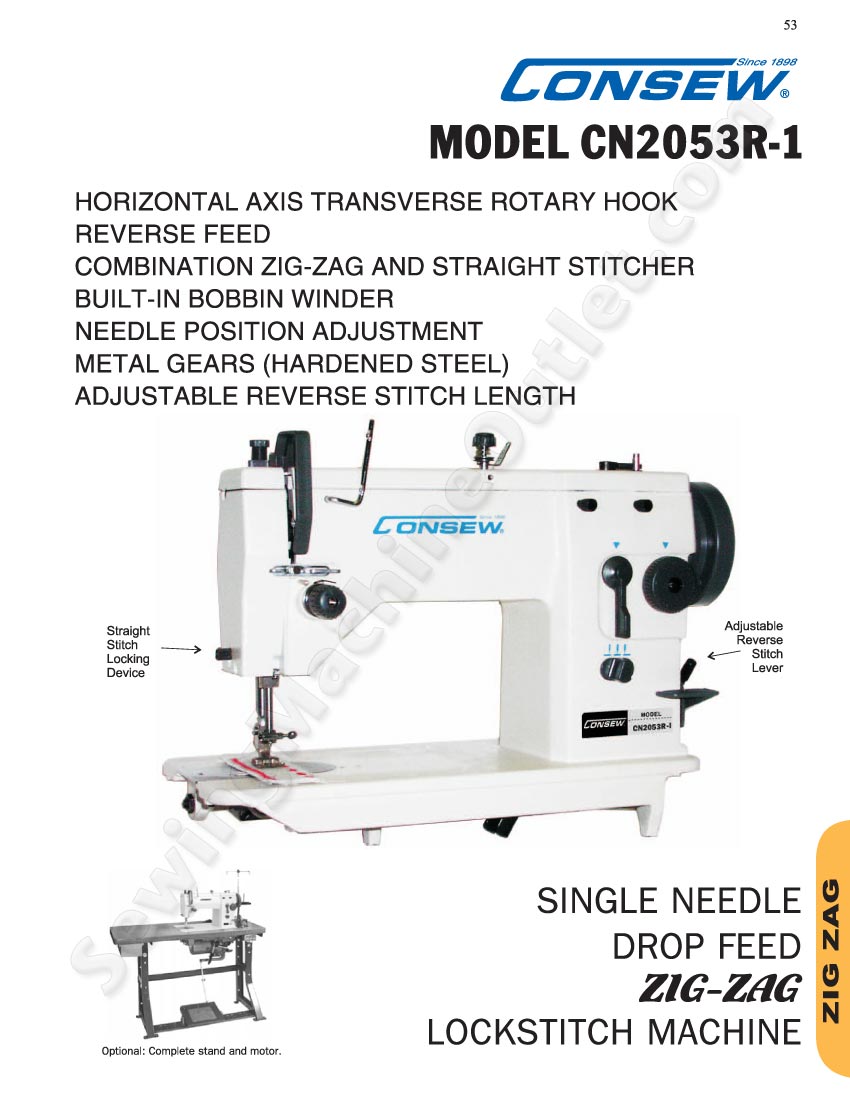 53
CONSEW®
Since 1898
MODEL CN2053R-1
HORIZONTAL AXIS TRANSVERSE ROTARY HOOK
REVERSE FEED
COMBINATION ZIG-ZAG AND STRAIGHT STITCHER
BUILT-IN BOBBIN WINDER
NEEDLE POSITION ADJUSTMENT
METAL GEARS (HARDENED STEEL)
ADJUSTABLE REVERSE STITCH LENGTH
Since 1898
CONSEW®
Straight
Stitch
Locking
Device
Adjustable
Reverse
Stitch
Lever
CONSEW
MODEL
CN2053R-1
SewingMachineOutlet.com
Optional: Complete stand and motor.
SINGLE NEEDLE
DROP FEED
ZIG-ZAG
LOCKSTITCH MACHINE
ZIG ZAG